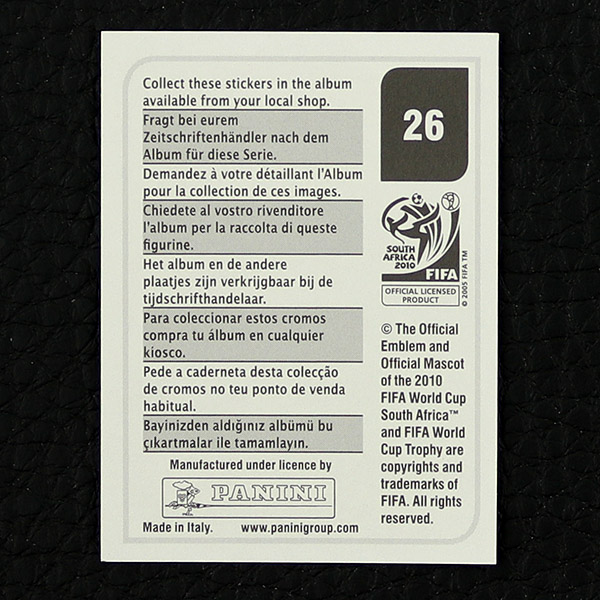 Collect these stickers in the album
available from your local shop.
Fragt bei eurem
Zeitschriftenhändler nach dem
Album für diese Serie.
Demandez à votre détaillant l'Album
pour la collection de ces images.
Chiedete al vostro rivenditore
l'album per la raccolta di queste
figurine.
Het album en de andere
plaatjes zijn verkrijgbaar bij de
tijdschrifthandelaar.
Para coleccionar estos cromos
compra tu álbum en cualquier
kiosco.
Pede a caderneta desta colecção
de cromos no teu ponto de venda
habitual.
Bayinizden aldığınız albümü bu
çıkartmalar ile tamamlayın.
Manufactured under licence by
PANINI
Made in Italy. www.paninigroup.com
26
SOUTH
AFRICA
2010
FIFA
OFFICIAL LICENSED
PRODUCT
© 2005 FIFA TM
© The Official
Emblem and
Official Mascot
of the 2010
FIFA World Cup
South Africa™
and FIFA World
Cup Trophy are
copyrights and
trademarks of
FIFA. All rights
reserved.